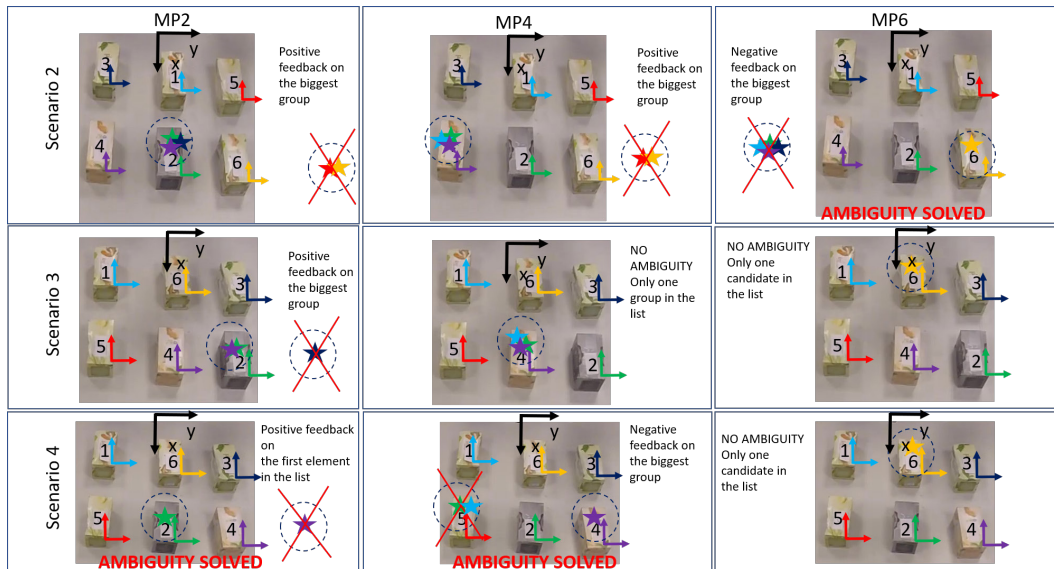 MP2
MP4
MP6
Scenario 2
3
y
x
1
5
4
2
6
Positive
feedback on
the biggest
group
3
y
x
1
5
4
2
6
Positive
feedback on
the biggest
group
Negative
feedback on
the biggest
group
3
y
x
1
5
4
2
6
AMBIGUITY SOLVED
Scenario 3
1
y
x
6
3
5
4
2
Positive
feedback on
the biggest
group
1
y
x
6
3
5
4
2
NO
AMBIGUITY
Only one
group in the
list
NO AMBIGUITY
Only one
candidate in
the list
1
y
x
6
3
5
4
2
Scenario 4
1
y
x
6
3
5
2
4
Positive feedback
on
the first element
in the list
AMBIGUITY SOLVED
1
y
x
6
3
5
2
4
Negative
feedback on
the biggest
group
AMBIGUITY SOLVED
NO AMBIGUITY
Only one
candidate in
the list
1
y
x
6
3
5
2
4